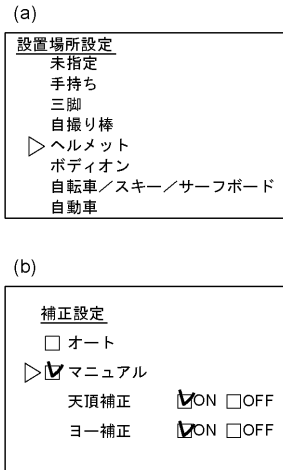 (a)
設置場所設定
未指定
手持ち
三脚
自撮り棒
ヘルメット
ボディオン
自転車／スキー／サーフボード
自動車
(b)
補正設定
オート
マニュアル
天頂補正 ON OFF
ヨー補正 ON OFF